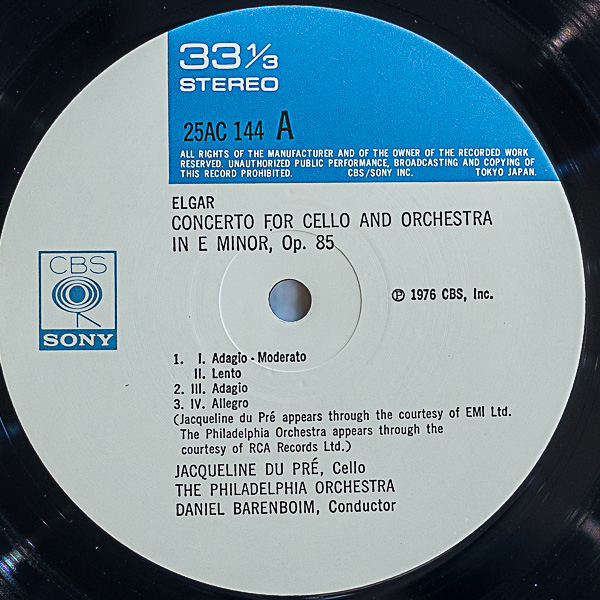 33 1/3
STEREO
25AC 144 A
ALL RIGHTS OF THE MANUFACTURER AND OF THE OWNER OF THE RECORDED WORK
RESERVED. UNAUTHORIZED PUBLIC PERFORMANCE, BROADCASTING AND COPYING OF
THIS RECORD PROHIBITED. CBS/SONY INC. TOKYO JAPAN.
ELGAR
CONCERTO FOR CELLO AND ORCHESTRA
IN E MINOR, Op. 85
CBS
SONY
℗ 1976 CBS, Inc.
1. I. Adagio - Moderato
II. Lento
2. III. Adagio
3. IV. Allegro
(Jacqueline du Pré appears through the courtesy of EMI Ltd.
The Philadelphia Orchestra appears through the
courtesy of RCA Records Ltd.)
JACQUELINE DU PRÉ, Cello
THE PHILADELPHIA ORCHESTRA
DANIEL BARENBOIM, Conductor